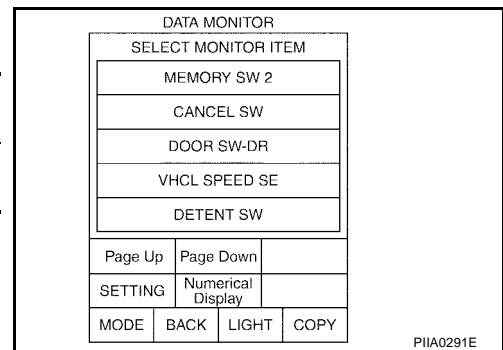 DATA MONITOR
SELECT MONITOR ITEM
MEMORY SW 2
CANCEL SW
DOOR SW-DR
VHCL SPEED SE
DETENT SW
Page Up Page Down
SETTING Numerical
Display
MODE BACK LIGHT COPY
PIIA0291E